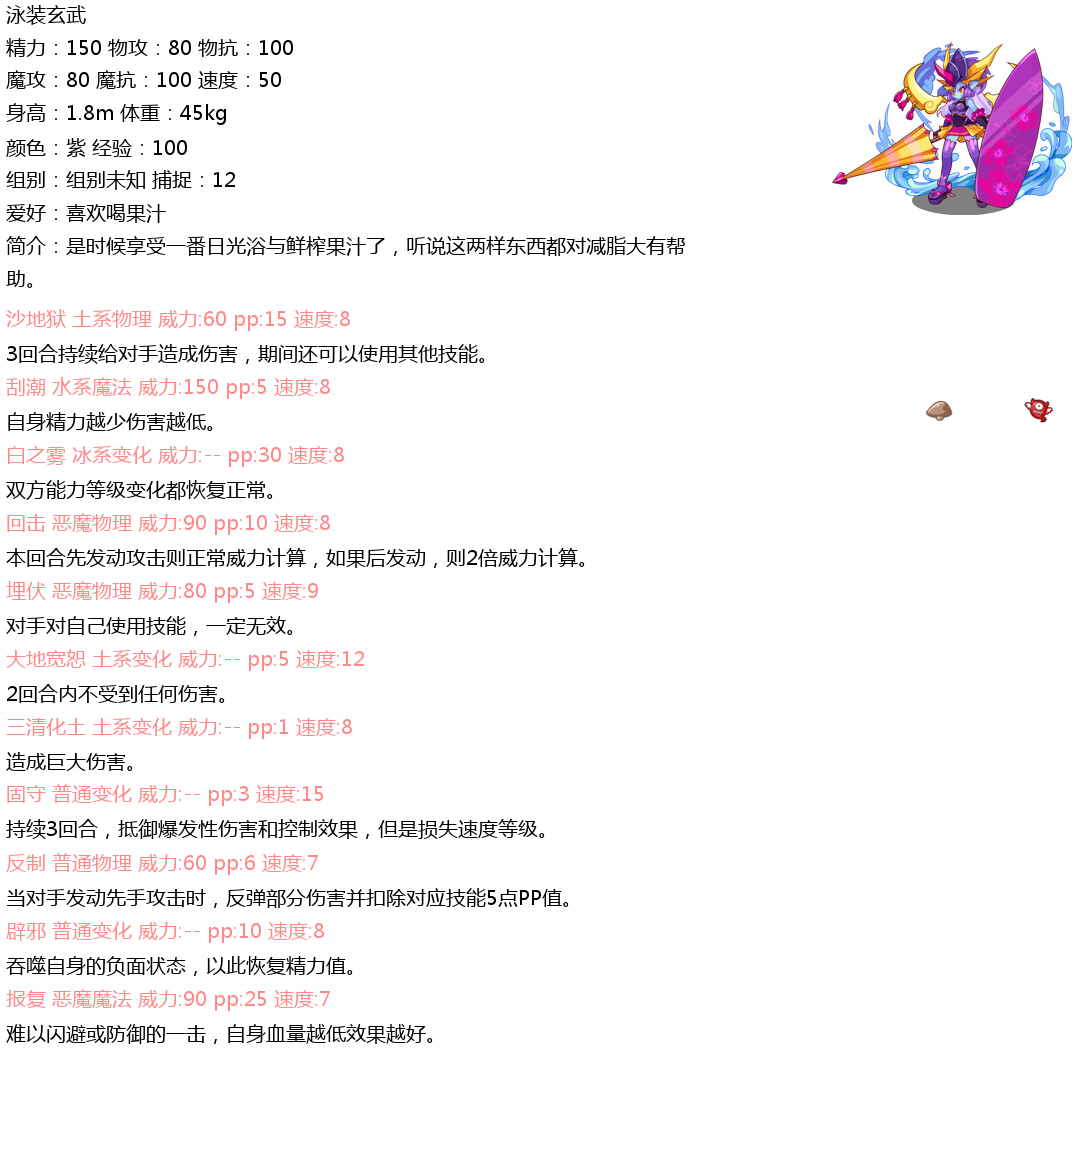 泳装玄武
精力：150 物攻：80 物抗：100
魔攻：80 魔抗：100 速度：50
身高：1.8m 体重：45kg
颜色：紫 经验：100
组别：组别未知 捕捉：12
爱好：喜欢喝果汁
简介：是时候享受一番日光浴与鲜榨果汁了，听说这两样东西都对减脂大有帮
助。
沙地狱 土系物理 威力:60 pp:15 速度:8
3回合持续给对手造成伤害，期间还可以使用其他技能。
刮潮 水系魔法 威力:150 pp:5 速度:8
自身精力越少伤害越低。
白之雾 冰系变化 威力:-- pp:30 速度:8
双方能力等级变化都恢复正常。
回击 恶魔物理 威力:90 pp:10 速度:8
本回合先发动攻击则正常威力计算，如果后发动，则2倍威力计算。
埋伏 恶魔物理 威力:80 pp:5 速度:9
对手对自己使用技能，一定无效。
大地宽恕 土系变化 威力:-- pp:5 速度:12
2回合内不受到任何伤害。
三清化土 土系变化 威力:-- pp:1 速度:8
造成巨大伤害。
固守 普通变化 威力:-- pp:3 速度:15
持续3回合，抵御爆发性伤害和控制效果，但是损失速度等级。
反制 普通物理 威力:60 pp:6 速度:7
当对手发动先手攻击时，反弹部分伤害并扣除对应技能5点PP值。
辟邪 普通变化 威力:-- pp:10 速度:8
吞噬自身的负面状态，以此恢复精力值。
报复 恶魔魔法 威力:90 pp:25 速度:7
难以闪避或防御的一击，自身血量越低效果越好。